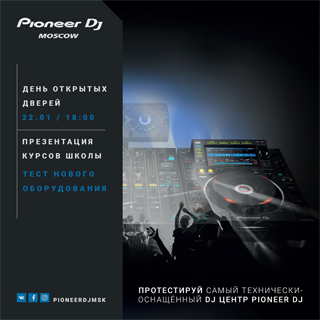 Pioneer Dj
MOSCOW
ДЕНЬ ОТКРЫТЫХ
ДВЕРЕЙ
22.01 / 18:00
ПРЕЗЕНТАЦИЯ
КУРСОВ ШКОЛЫ
ТЕСТ НОВОГО
ОБОРУДОВАНИЯ
PIONEERDJMSK
ПРОТЕСТИРУЙ САМЫЙ ТЕХНИЧЕСКИ-
ОСНАЩЁННЫЙ DJ ЦЕНТР PIONEER DJ